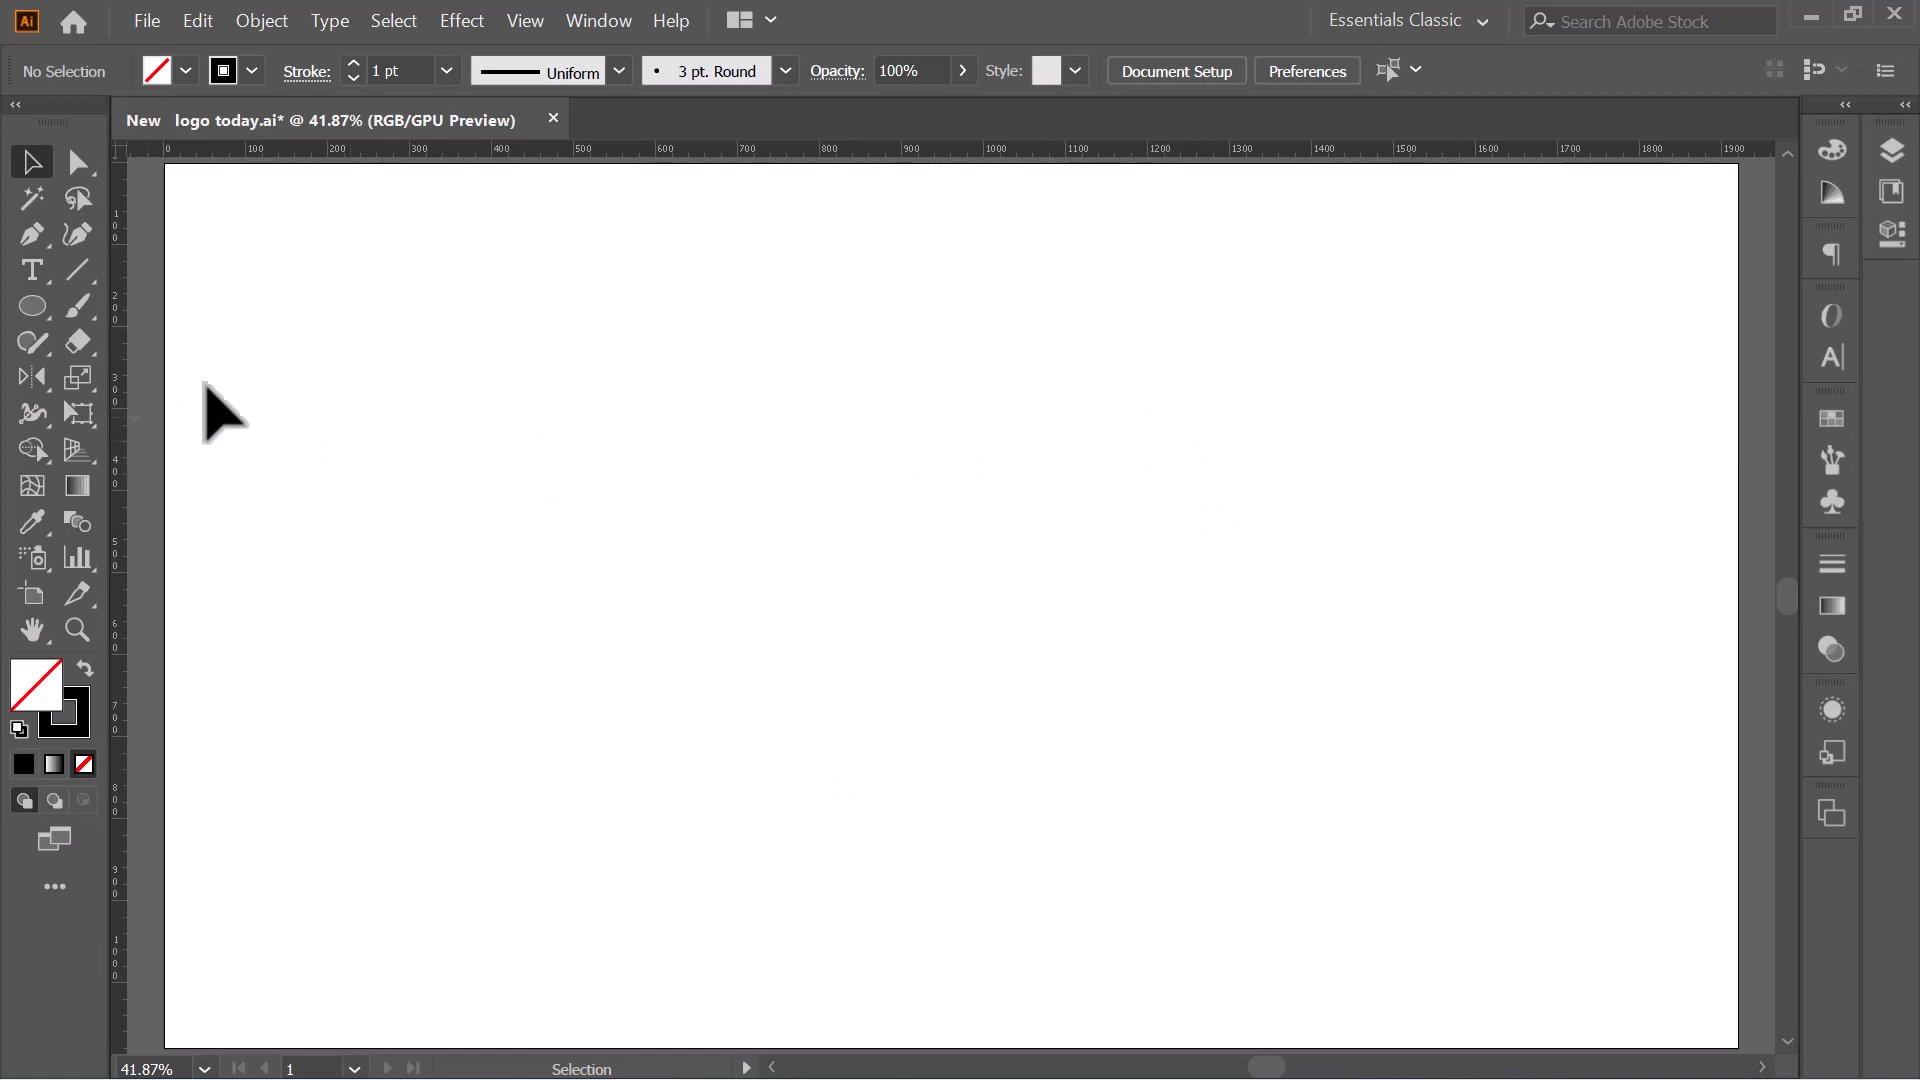 Ai File Edit Object Type Select Effect View Window Help Essentials Classic Search Adobe Stock
No Selection Stroke: 1 pt Uniform 3 pt. Round Opacity: 100% Style: Document Setup Preferences
New logo today.ai* @ 41.87% (RGB/GPU Preview)
0 100 200 300 400 500 600 700 800 900 1000 1100 1200 1300 1400 1500 1600 1700 1800 1900
100
200
300
400
500
600
700
800
900
1000
41.87% 1 Selection